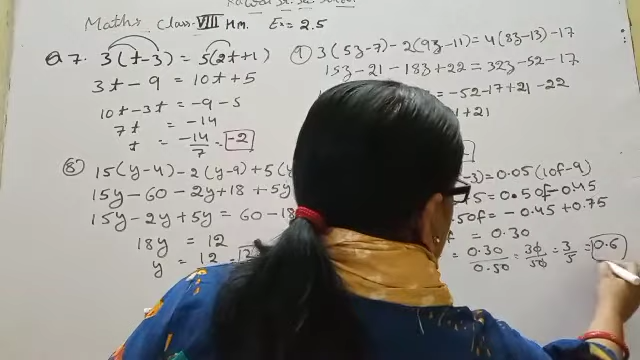 Maths Class-VIII Hm. Ex = 2.5
Q 7. 3(t-3) = 5(2t+1)
3t - 9 = 10t + 5
10t - 3t = -9 - 5
7t = -14
t = -14/7 = -2
⑧ 15(y-4) - 2(y-9) + 5(y
15y - 60 - 2y + 18 + 5y
15y - 2y + 5y = 60 - 18
18y = 12
y = 12
⑨ 3(5z-7) - 2(9z-11) = 4(8z-13) - 17
15z - 21 - 18z + 22 = 32z - 52 - 17
= -52 - 17 + 21 - 22
+ 21
-3) = 0.05(10f-9)
75 = 0.50f - 0.45
.50f = -0.45 + 0.75
f = 0.30
= 0.30/0.50 = 30/50 = 3/5 = 0.6